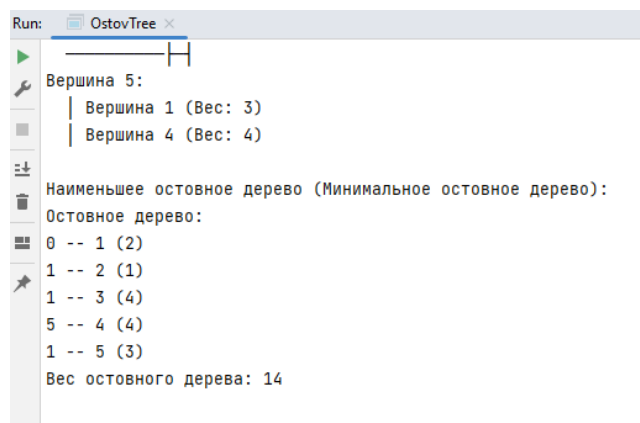 Run: OstovTree ×
Вершина 5:
Вершина 1 (Вес: 3)
Вершина 4 (Вес: 4)
Наименьшее остовное дерево (Минимальное остовное дерево):
Остовное дерево:
0 -- 1 (2)
1 -- 2 (1)
1 -- 3 (4)
5 -- 4 (4)
1 -- 5 (3)
Вес остовного дерева: 14